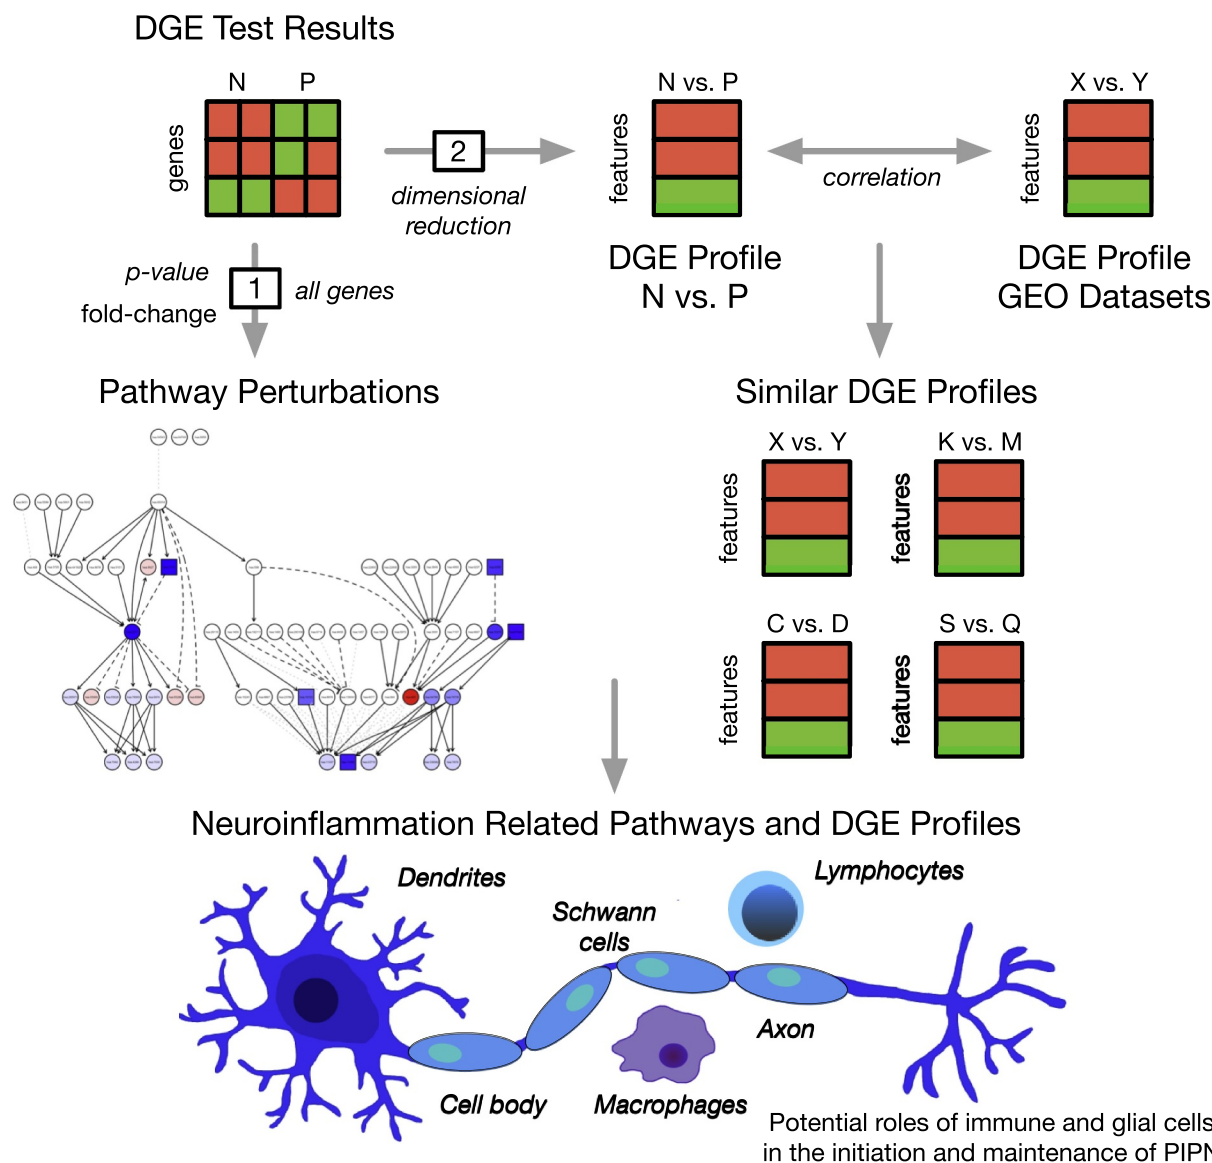 DGE Test Results
N P
genes
2
dimensional
reduction
N vs. P
features
correlation
X vs. Y
features
DGE Profile
N vs. P
DGE Profile
GEO Datasets
p-value
fold-change
1
all genes
Pathway Perturbations
Similar DGE Profiles
X vs. Y
features
K vs. M
features
C vs. D
features
S vs. Q
features
Neuroinflammation Related Pathways and DGE Profiles
Dendrites
Lymphocytes
Schwann
cells
Axon
Cell body
Macrophages
Potential roles of immune and glial cells
in the initiation and maintenance of PIPN